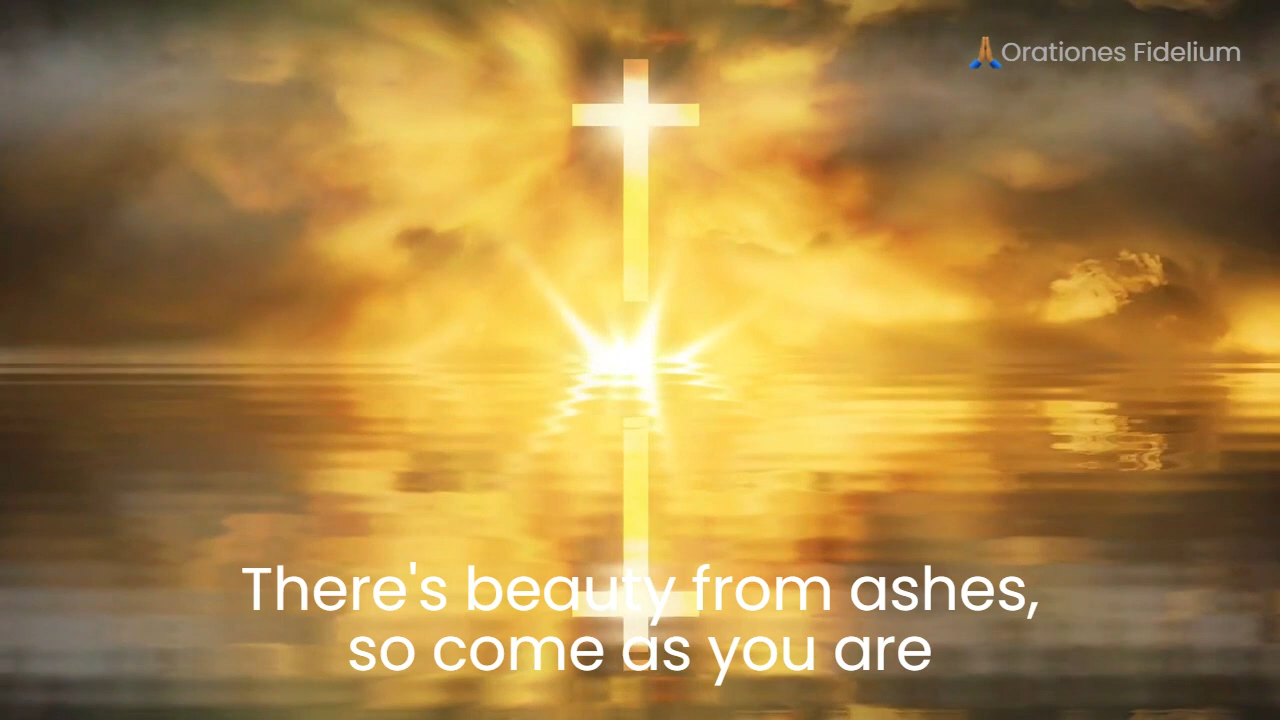 🙏Orationes Fidelium
There's beauty from ashes,
so come as you are